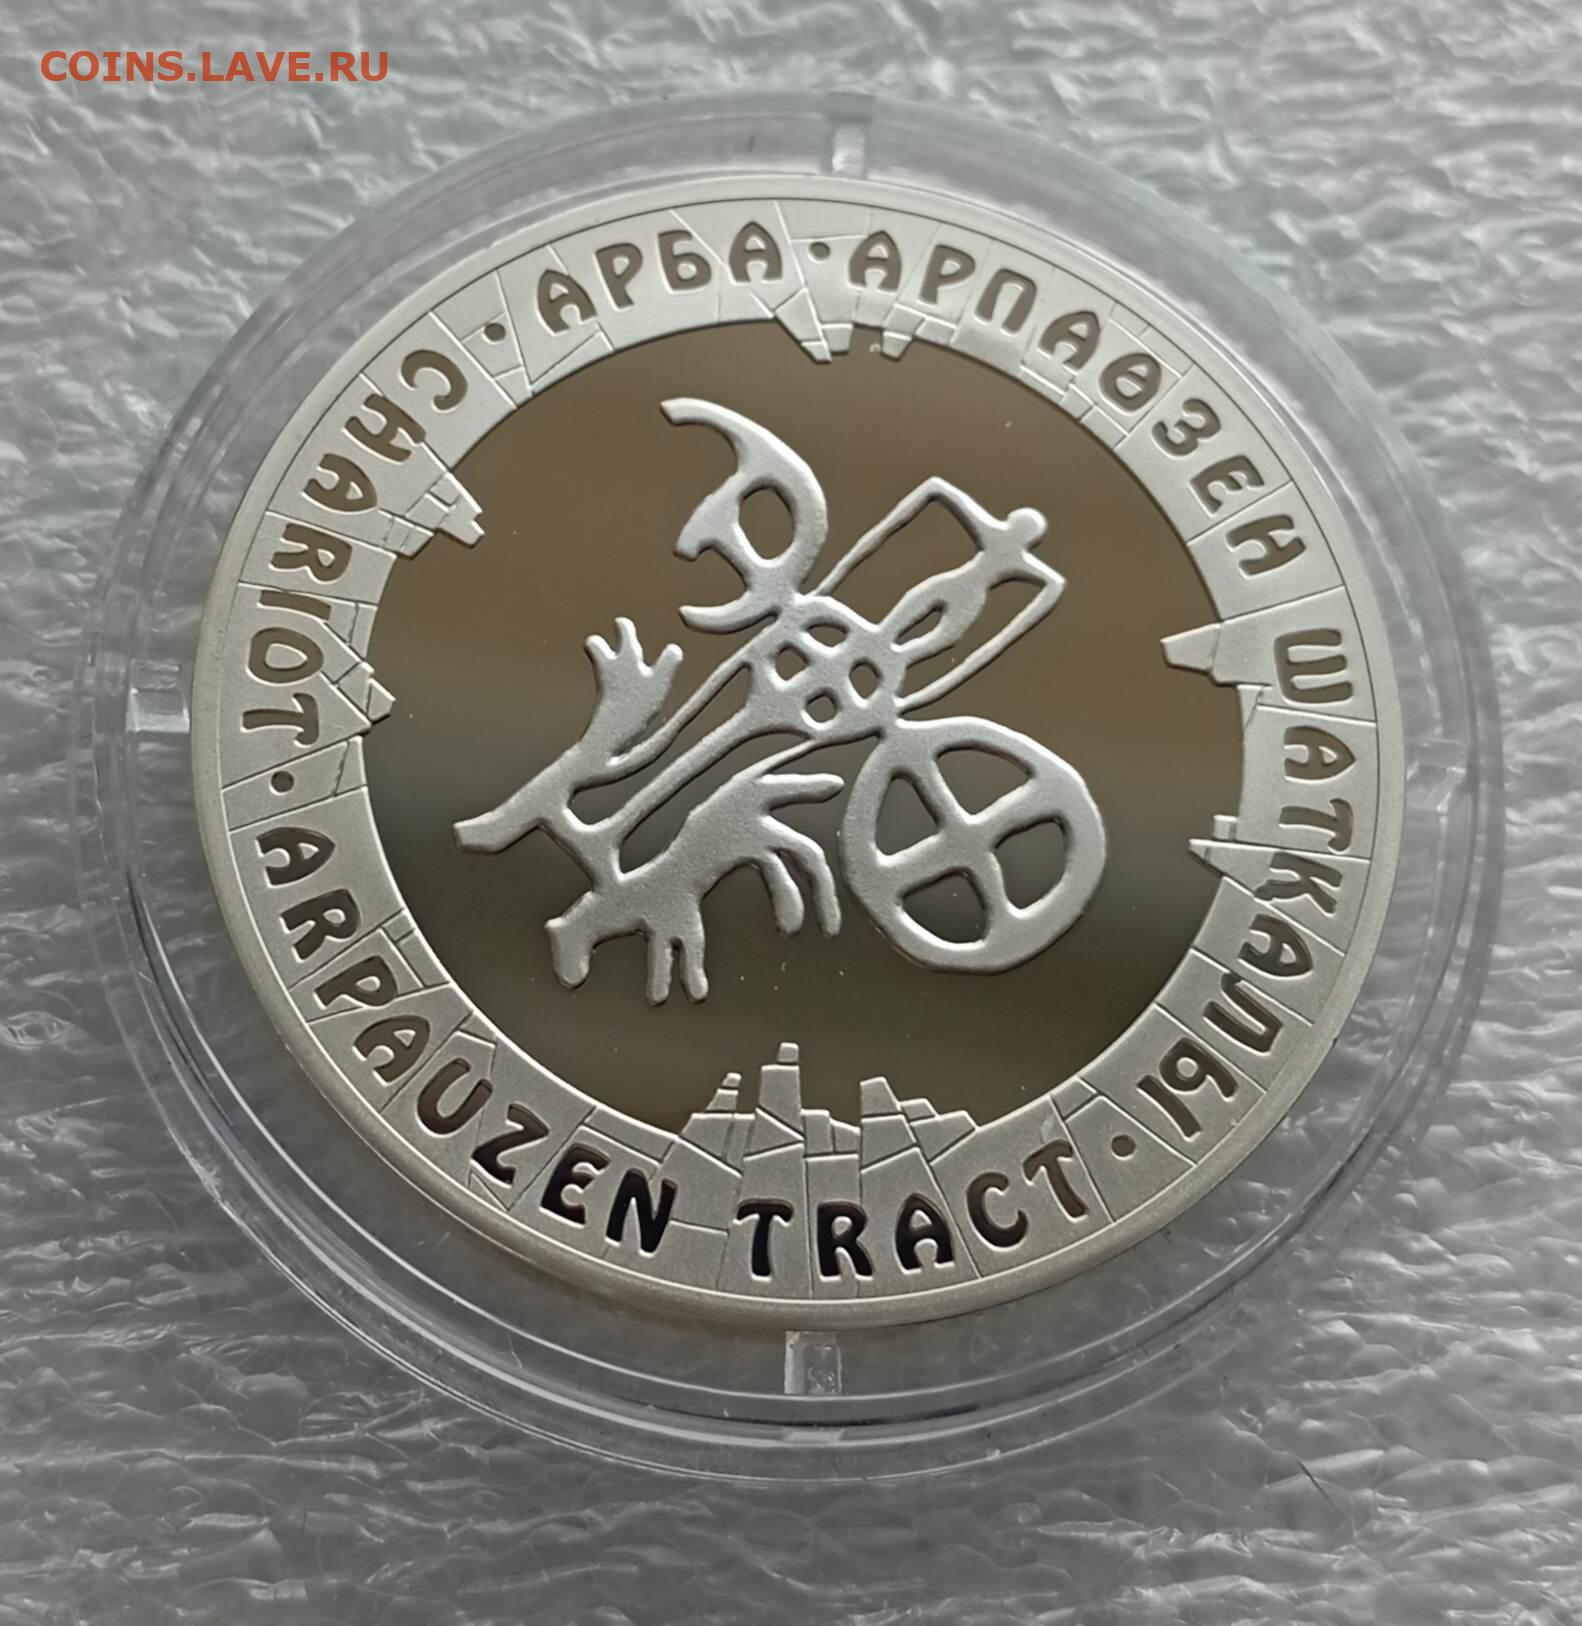 COINS.LAVE.RU
АРБА · АРПАӨЗЕН ШАТҚАЛЫ ·
CHARIOT · ARPAUZEN TRACT